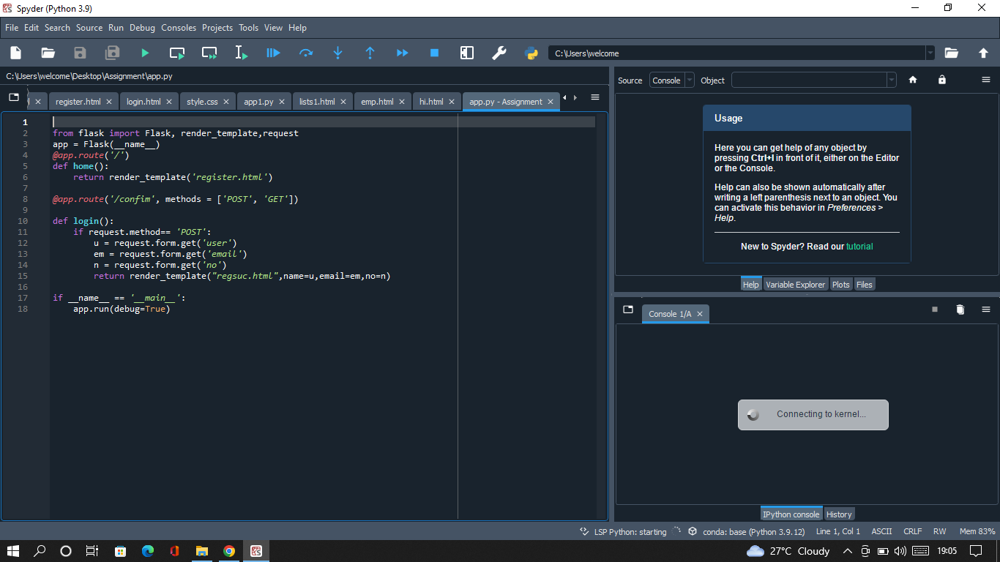 Spyder (Python 3.9)
File Edit Search Source Run Debug Consoles Projects Tools View Help
C:\Users\welcome
C:\Users\welcome\Desktop\Assignment\app.py
register.html login.html style.css app1.py lists1.html emp.html hi.html app.py - Assignment
1
2 from flask import Flask, render_template,request
3 app = Flask(__name__)
4 @app.route('/')
5 def home():
6     return render_template('register.html')
7
8 @app.route('/confim', methods = ['POST', 'GET'])
9
10 def login():
11     if request.method== 'POST':
12         u = request.form.get('user')
13         em = request.form.get('email')
14         n = request.form.get('no')
15         return render_template("regsuc.html",name=u,email=em,no=n)
16
17 if __name__ == '__main__':
18     app.run(debug=True)
Source Console Object
Usage
Here you can get help of any object by
pressing Ctrl+I in front of it, either on the Editor
or the Console.
Help can also be shown automatically after
writing a left parenthesis next to an object. You
can activate this behavior in Preferences >
Help.
New to Spyder? Read our tutorial
Help Variable Explorer Plots Files
Console 1/A
Connecting to kernel...
IPython console History
LSP Python: starting conda: base (Python 3.9.12) Line 1, Col 1 ASCII CRLF RW Mem 83%
27°C Cloudy 19:05